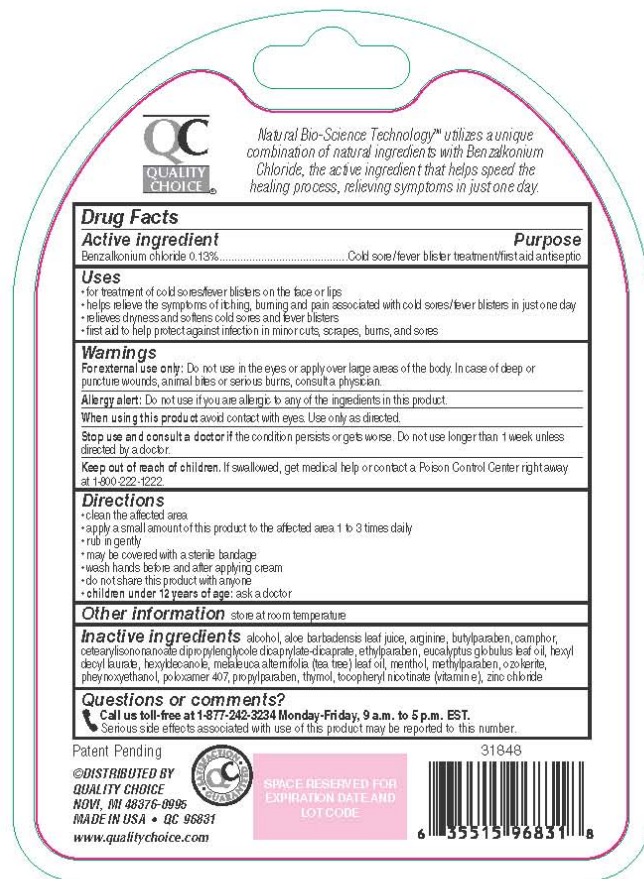 QC
QUALITY
CHOICE®
Natural Bio-Science Technology™ utilizes a unique
combination of natural ingredients with Benzalkonium
Chloride, the active ingredient that helps speed the
healing process, relieving symptoms in just one day.
Drug Facts
Active ingredient Purpose
Benzalkonium chloride 0.13%..............................Cold sore/fever blister treatment/first aid antiseptic
Uses
• for treatment of cold sores/fever blisters on the face or lips
• helps relieve the symptoms of itching, burning and pain associated with cold sores/fever blisters in just one day
• relieves dryness and softens cold sores and fever blisters
• first aid to help protect against infection in minor cuts, scrapes, burns, and sores
Warnings
For external use only: Do not use in the eyes or apply over large areas of the body. In case of deep or
puncture wounds, animal bites or serious burns, consult a physician.
Allergy alert: Do not use if you are allergic to any of the ingredients in this product.
When using this product avoid contact with eyes. Use only as directed.
Stop use and consult a doctor if the condition persists or gets worse. Do not use longer than 1 week unless
directed by a doctor.
Keep out of reach of children. If swallowed, get medical help or contact a Poison Control Center right away
at 1-800-222-1222.
Directions
• clean the affected area
• apply a small amount of this product to the affected area 1 to 3 times daily
• rub in gently
• may be covered with a sterile bandage
• wash hands before and after applying cream
• do not share this product with anyone
• children under 12 years of age: ask a doctor
Other information store at room temperature
Inactive ingredients alcohol, aloe barbadensis leaf juice, arginine, butylparaben, camphor,
cetearylisononanoate dipropylenglycole dicaprylate-dicaprate, ethylparaben, eucalyptus globulus leaf oil, hexyl
decyl laurate, hexyldecanole, melaleuca alternifolia (tea tree) leaf oil, menthol, methylparaben, ozokerite,
pheynoxyethanol, poloxamer 407, propylparaben, thymol, tocopheryl nicotinate (vitamin e), zinc chloride
Questions or comments?
Call us toll-free at 1-877-242-3234 Monday-Friday, 9 a.m. to 5 p.m. EST.
Serious side effects associated with use of this product may be reported to this number.
Patent Pending
©DISTRIBUTED BY
QUALITY CHOICE
NOVI, MI 48376-0995
MADE IN USA • QC 96831
www.qualitychoice.com
SATISFACTION
QC
GUARANTEED
SPACE RESERVED FOR
EXPIRATION DATE AND
LOT CODE
31848
6 35515 96831 8